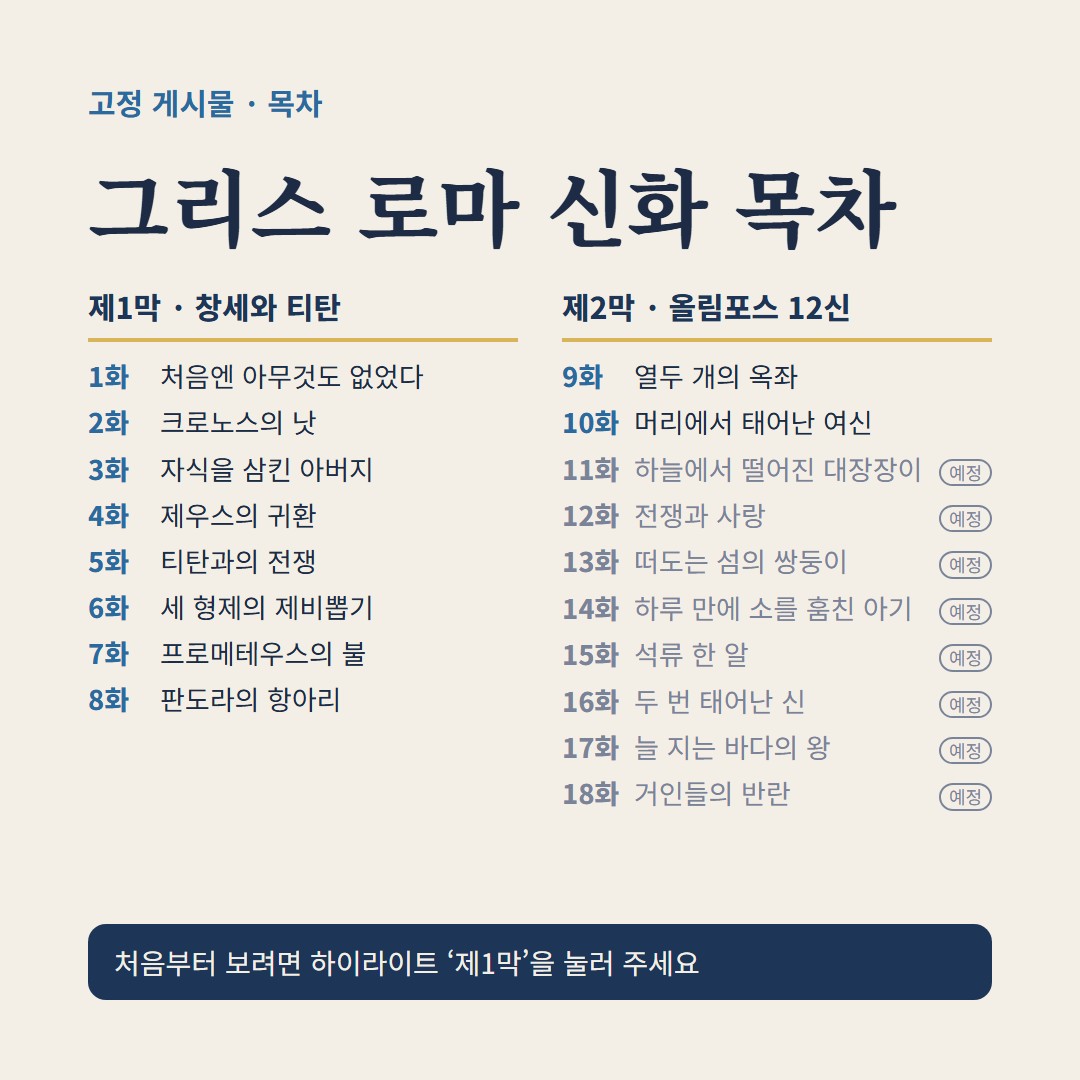 고정 게시물 · 목차
그리스 로마 신화 목차
제1막 · 창세와 티탄
1화 처음엔 아무것도 없었다
2화 크로노스의 낫
3화 자식을 삼킨 아버지
4화 제우스의 귀환
5화 티탄과의 전쟁
6화 세 형제의 제비뽑기
7화 프로메테우스의 불
8화 판도라의 항아리
제2막 · 올림포스 12신
9화 열두 개의 옥좌
10화 머리에서 태어난 여신
11화 하늘에서 떨어진 대장장이 예정
12화 전쟁과 사랑 예정
13화 떠도는 섬의 쌍둥이 예정
14화 하루 만에 소를 훔친 아기 예정
15화 석류 한 알 예정
16화 두 번 태어난 신 예정
17화 늘 지는 바다의 왕 예정
18화 거인들의 반란 예정
처음부터 보려면 하이라이트 ‘제1막’을 눌러 주세요